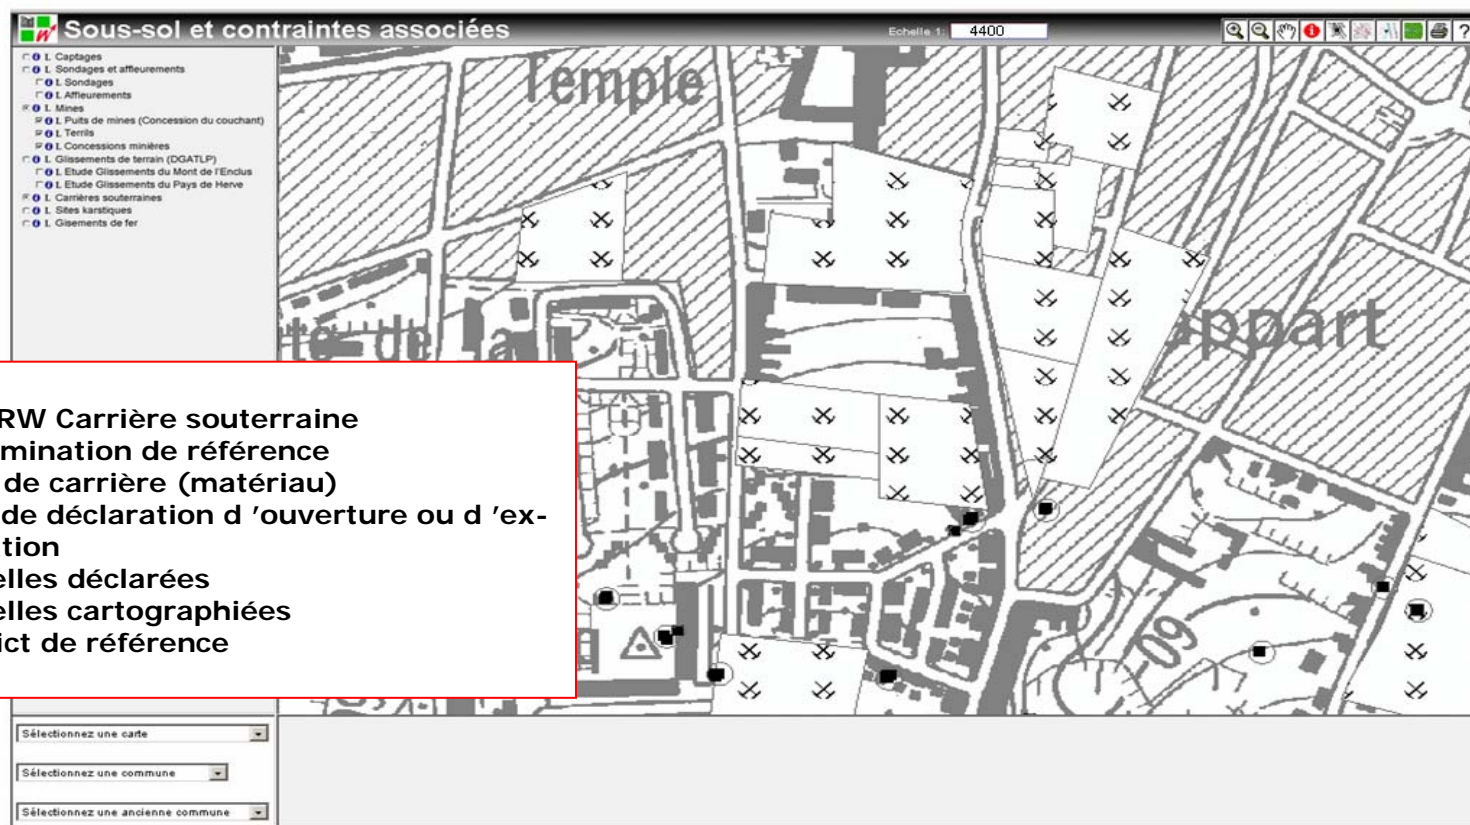 Sous-sol et contraintes associées
Echelle 1: 4400
?
L Captages
L Sondages et affleurements
L Sondages
L Affleurements
L Mines
L Puits de mines (Concession du couchant)
L Terrils
L Concessions minières
L Glissements de terrain (DGATLP)
L Etude Glissements du Mont de l'Enclus
L Etude Glissements du Pays de Herve
L Carrières souterraines
L Sites karstiques
L Gisements de fer
Temple
de la
appart
RW Carrière souterraine
mination de référence
de carrière (matériau)
de déclaration d ’ouverture ou d ’ex-
tion
elles déclarées
elles cartographiées
ict de référence
-09
Sélectionnez une carte
Sélectionnez une commune
Sélectionnez une ancienne commune